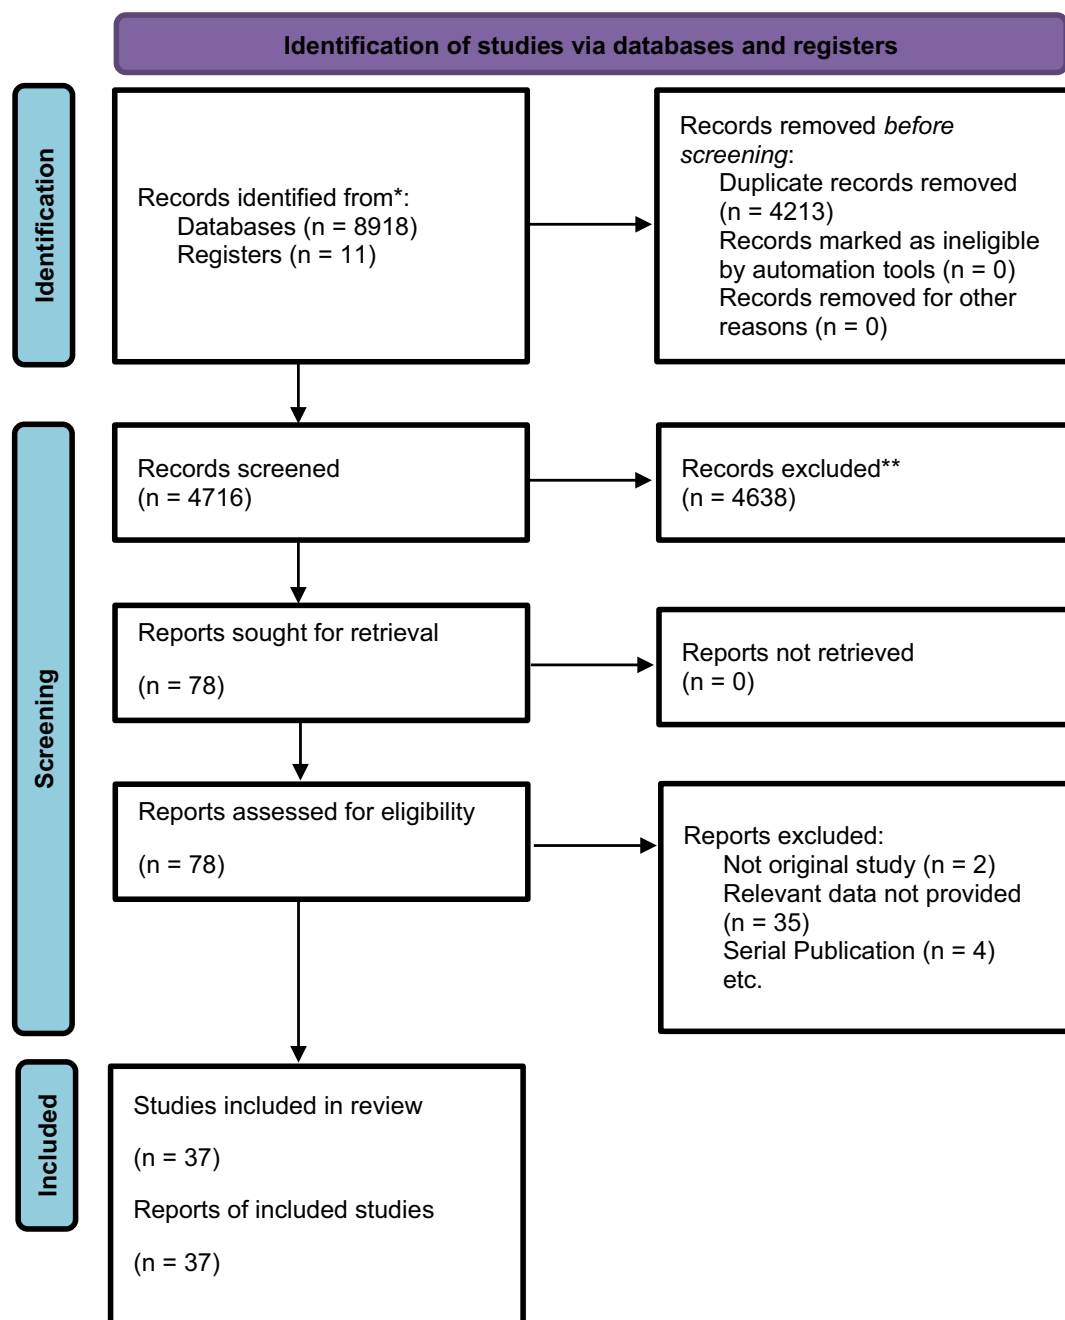 Identification of studies via databases and registers
Identification
Records identified from*:
Databases (n = 8918)
Registers (n = 11)
Records removed before
screening:
Duplicate records removed
(n = 4213)
Records marked as ineligible
by automation tools (n = 0)
Records removed for other
reasons (n = 0)
Screening
Records screened
(n = 4716)
Records excluded**
(n = 4638)
Reports sought for retrieval
(n = 78)
Reports not retrieved
(n = 0)
Reports assessed for eligibility
(n = 78)
Reports excluded:
Not original study (n = 2)
Relevant data not provided
(n = 35)
Serial Publication (n = 4)
etc.
Included
Studies included in review
(n = 37)
Reports of included studies
(n = 37)